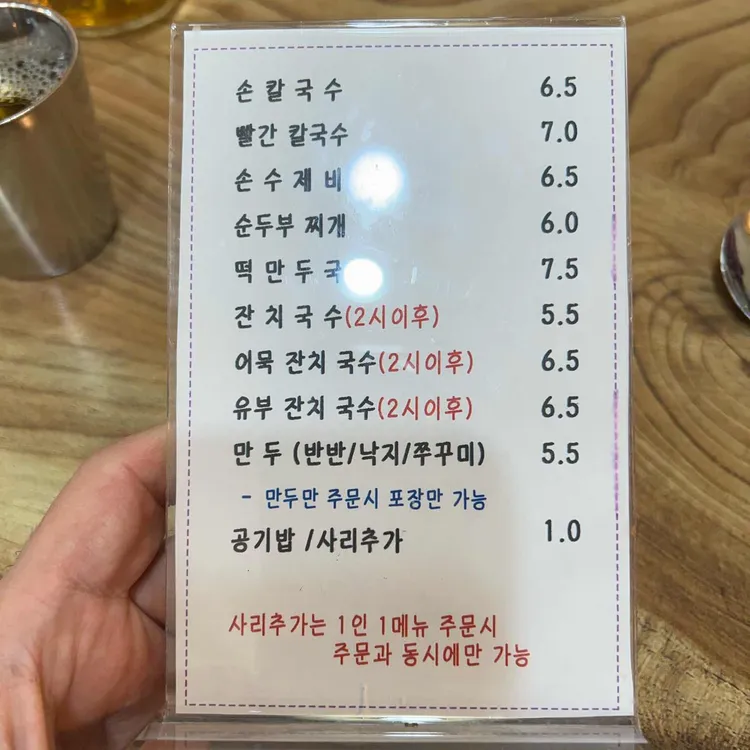 손 칼 국 수 6.5
빨간 칼국수 7.0
손 수 제 비 6.5
순두부 찌개 6.0
떡 만 두 국 7.5
잔 치 국 수(2시이후) 5.5
어묵 잔치 국수(2시이후) 6.5
유부 잔치 국수(2시이후) 6.5
만 두 (반반/낙지/쭈꾸미) 5.5
- 만두만 주문시 포장만 가능
공기밥 /사리추가 1.0
사리추가는 1인 1메뉴 주문시
주문과 동시에만 가능